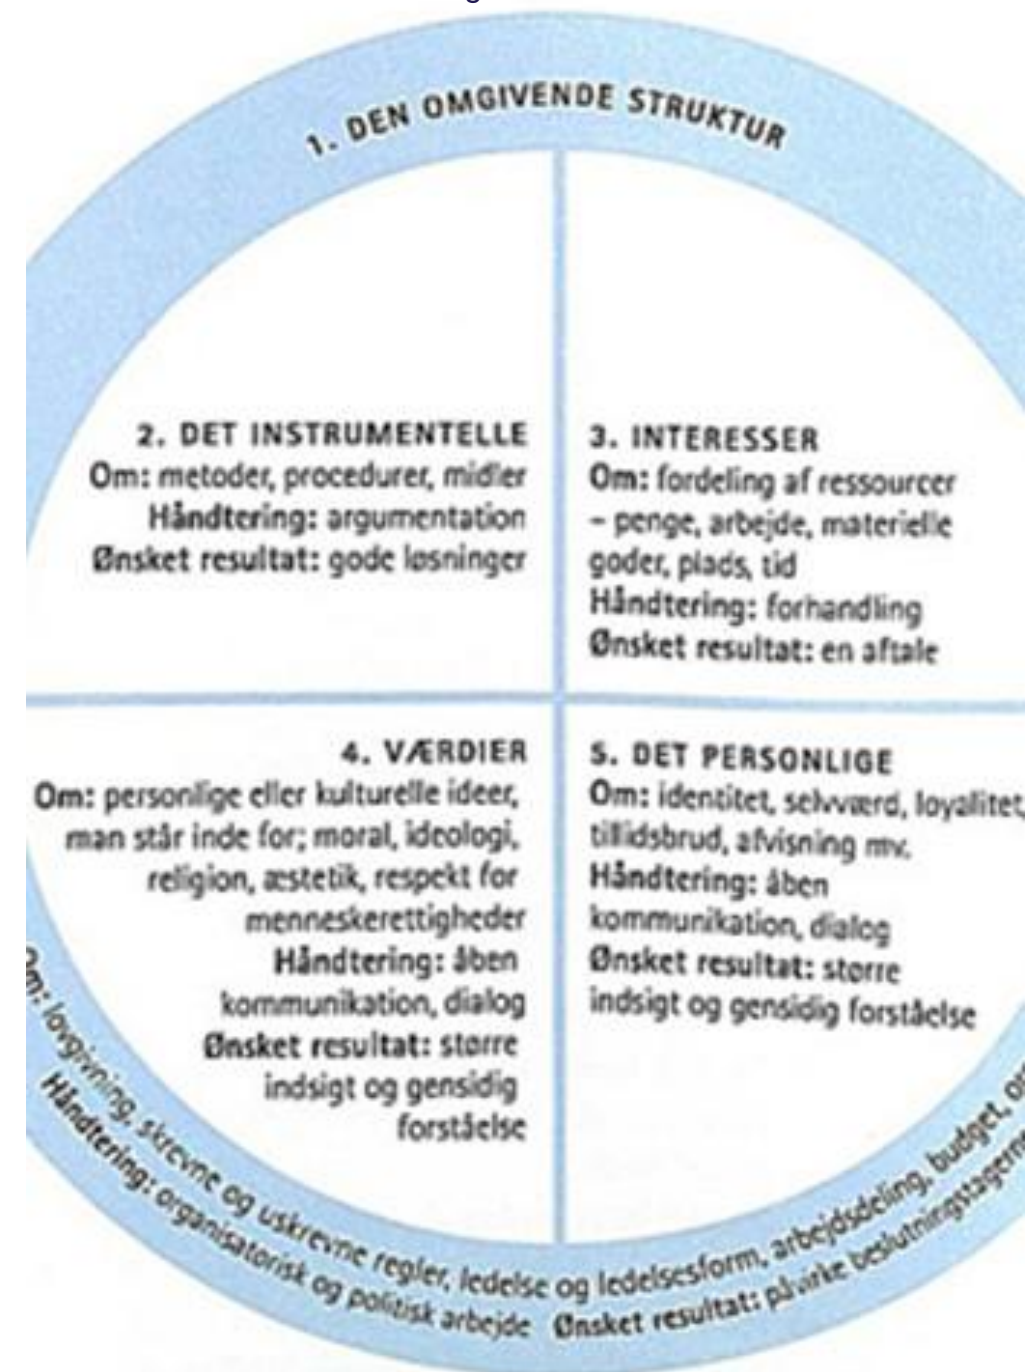 1. DEN OMGIVENDE STRUKTUR
2. DET INSTRUMENTELLE
Om: metoder, procedurer, midler
Håndtering: argumentation
Ønsket resultat: gode løsninger
3. INTERESSER
Om: fordeling af ressourcer
– penge, arbejde, materielle
goder, plads, tid
Håndtering: forhandling
Ønsket resultat: en aftale
4. VÆRDIER
Om: personlige eller kulturelle ideer,
man står inde for; moral, ideologi,
religion, æstetik, respekt for
menneskerettigheder
Håndtering: åben
kommunikation, dialog
Ønsket resultat: større
indsigt og gensidig
forståelse
5. DET PERSONLIGE
Om: identitet, selvværd, loyalitet,
tillidsbrud, afvisning mv.
Håndtering: åben
kommunikation, dialog
Ønsket resultat: større
indsigt og gensidig forståelse
Om: lovgivning, skrevne og uskrevne regler, ledelse og ledelsesform, arbejdsdeling, budget,
Håndtering: organisatorisk og politisk arbejde Ønsket resultat: påvirke beslutningstagerne